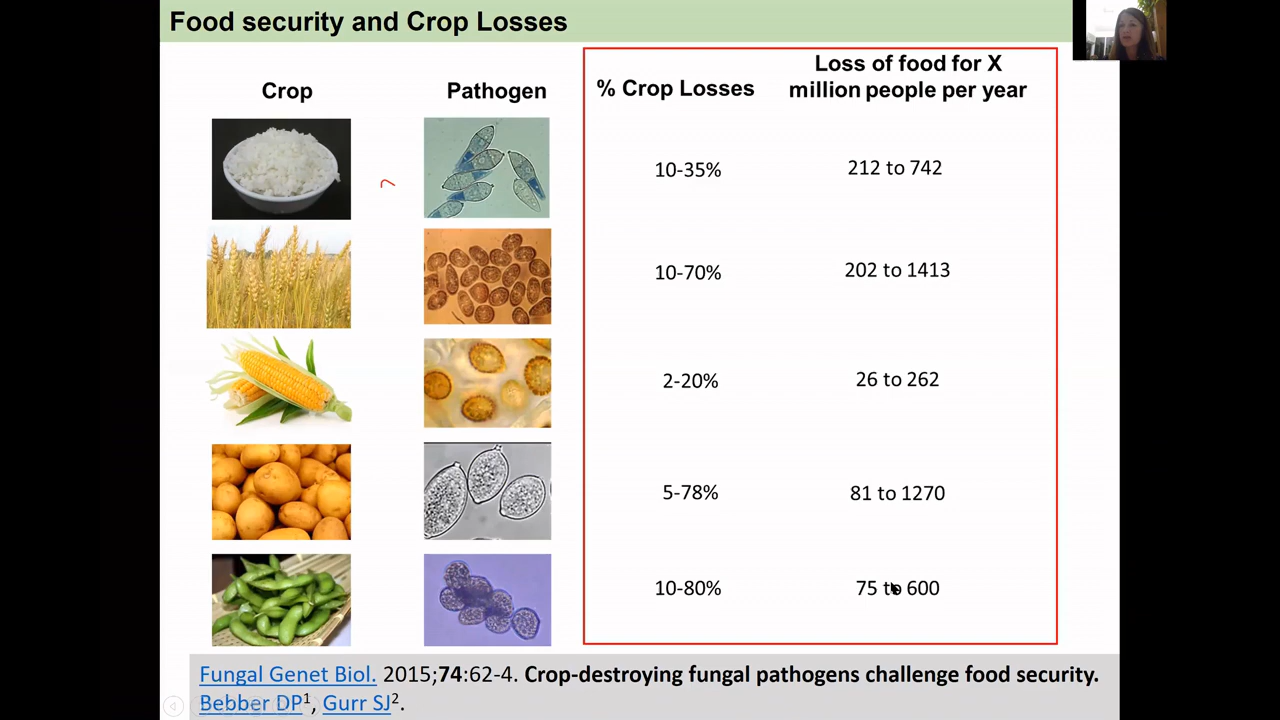 Food security and Crop Losses
Crop
Pathogen
% Crop Losses
Loss of food for X
million people per year
10-35%
212 to 742
10-70%
202 to 1413
2-20%
26 to 262
5-78%
81 to 1270
10-80%
75 to 600
Fungal Genet Biol. 2015;74:62-4. Crop-destroying fungal pathogens challenge food security.
Bebber DP1, Gurr SJ2.